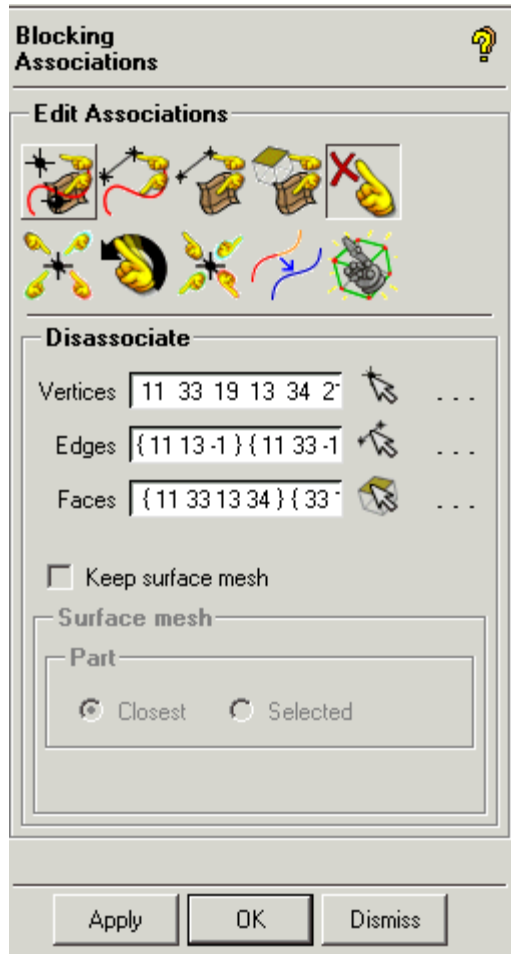 Blocking
Associations
Edit Associations
Disassociate
Vertices 11 33 19 13 34 2
Edges { 11 13 -1 } { 11 33 -1
Faces { 11 33 13 34 } { 33
Keep surface mesh
Surface mesh
Part
Closest Selected
Apply OK Dismiss